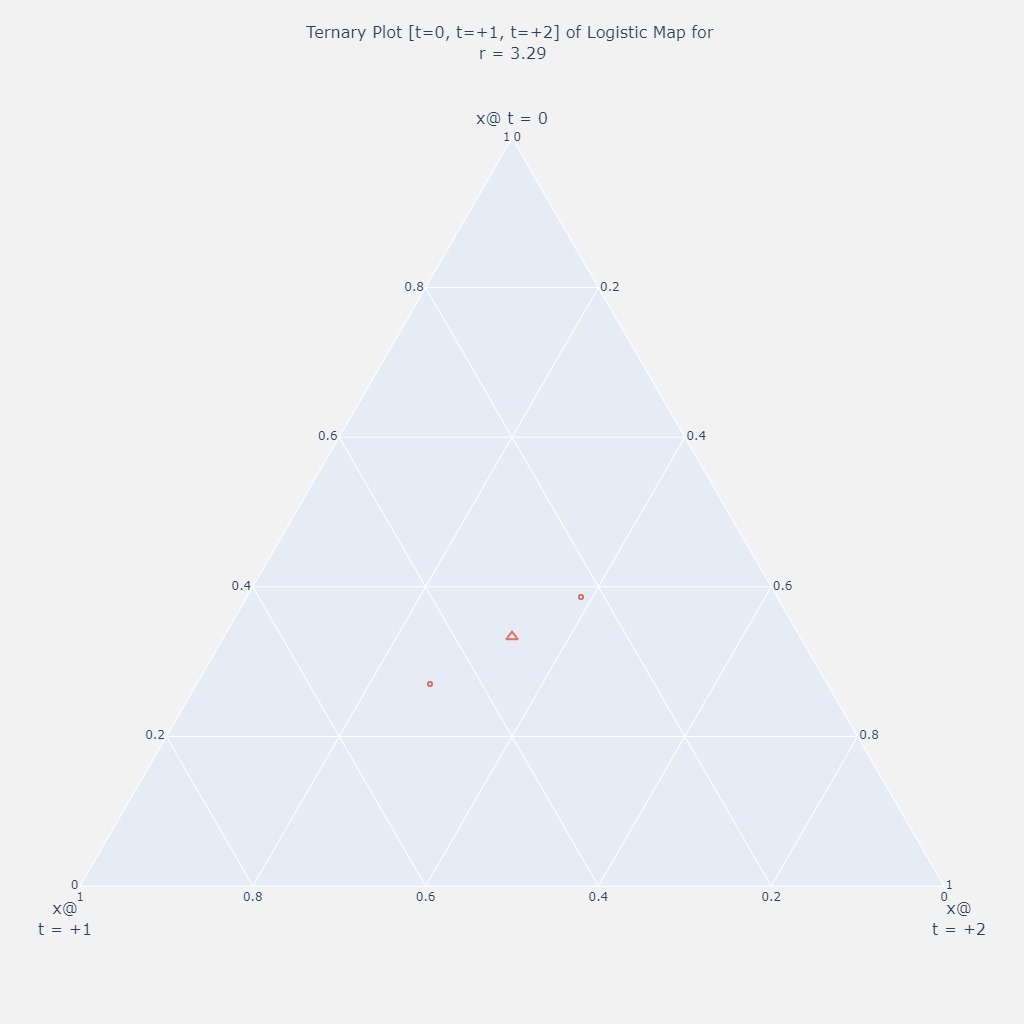 Ternary Plot [t=0, t=+1, t=+2] of Logistic Map for
r = 3.29
x@ t = 0
1 0
0.8 0.2
0.6 0.4
0.4 0.6
0.2 0.8
0 1
1 0.8 0.6 0.4 0.2 0
x@ x@
t = +1 t = +2